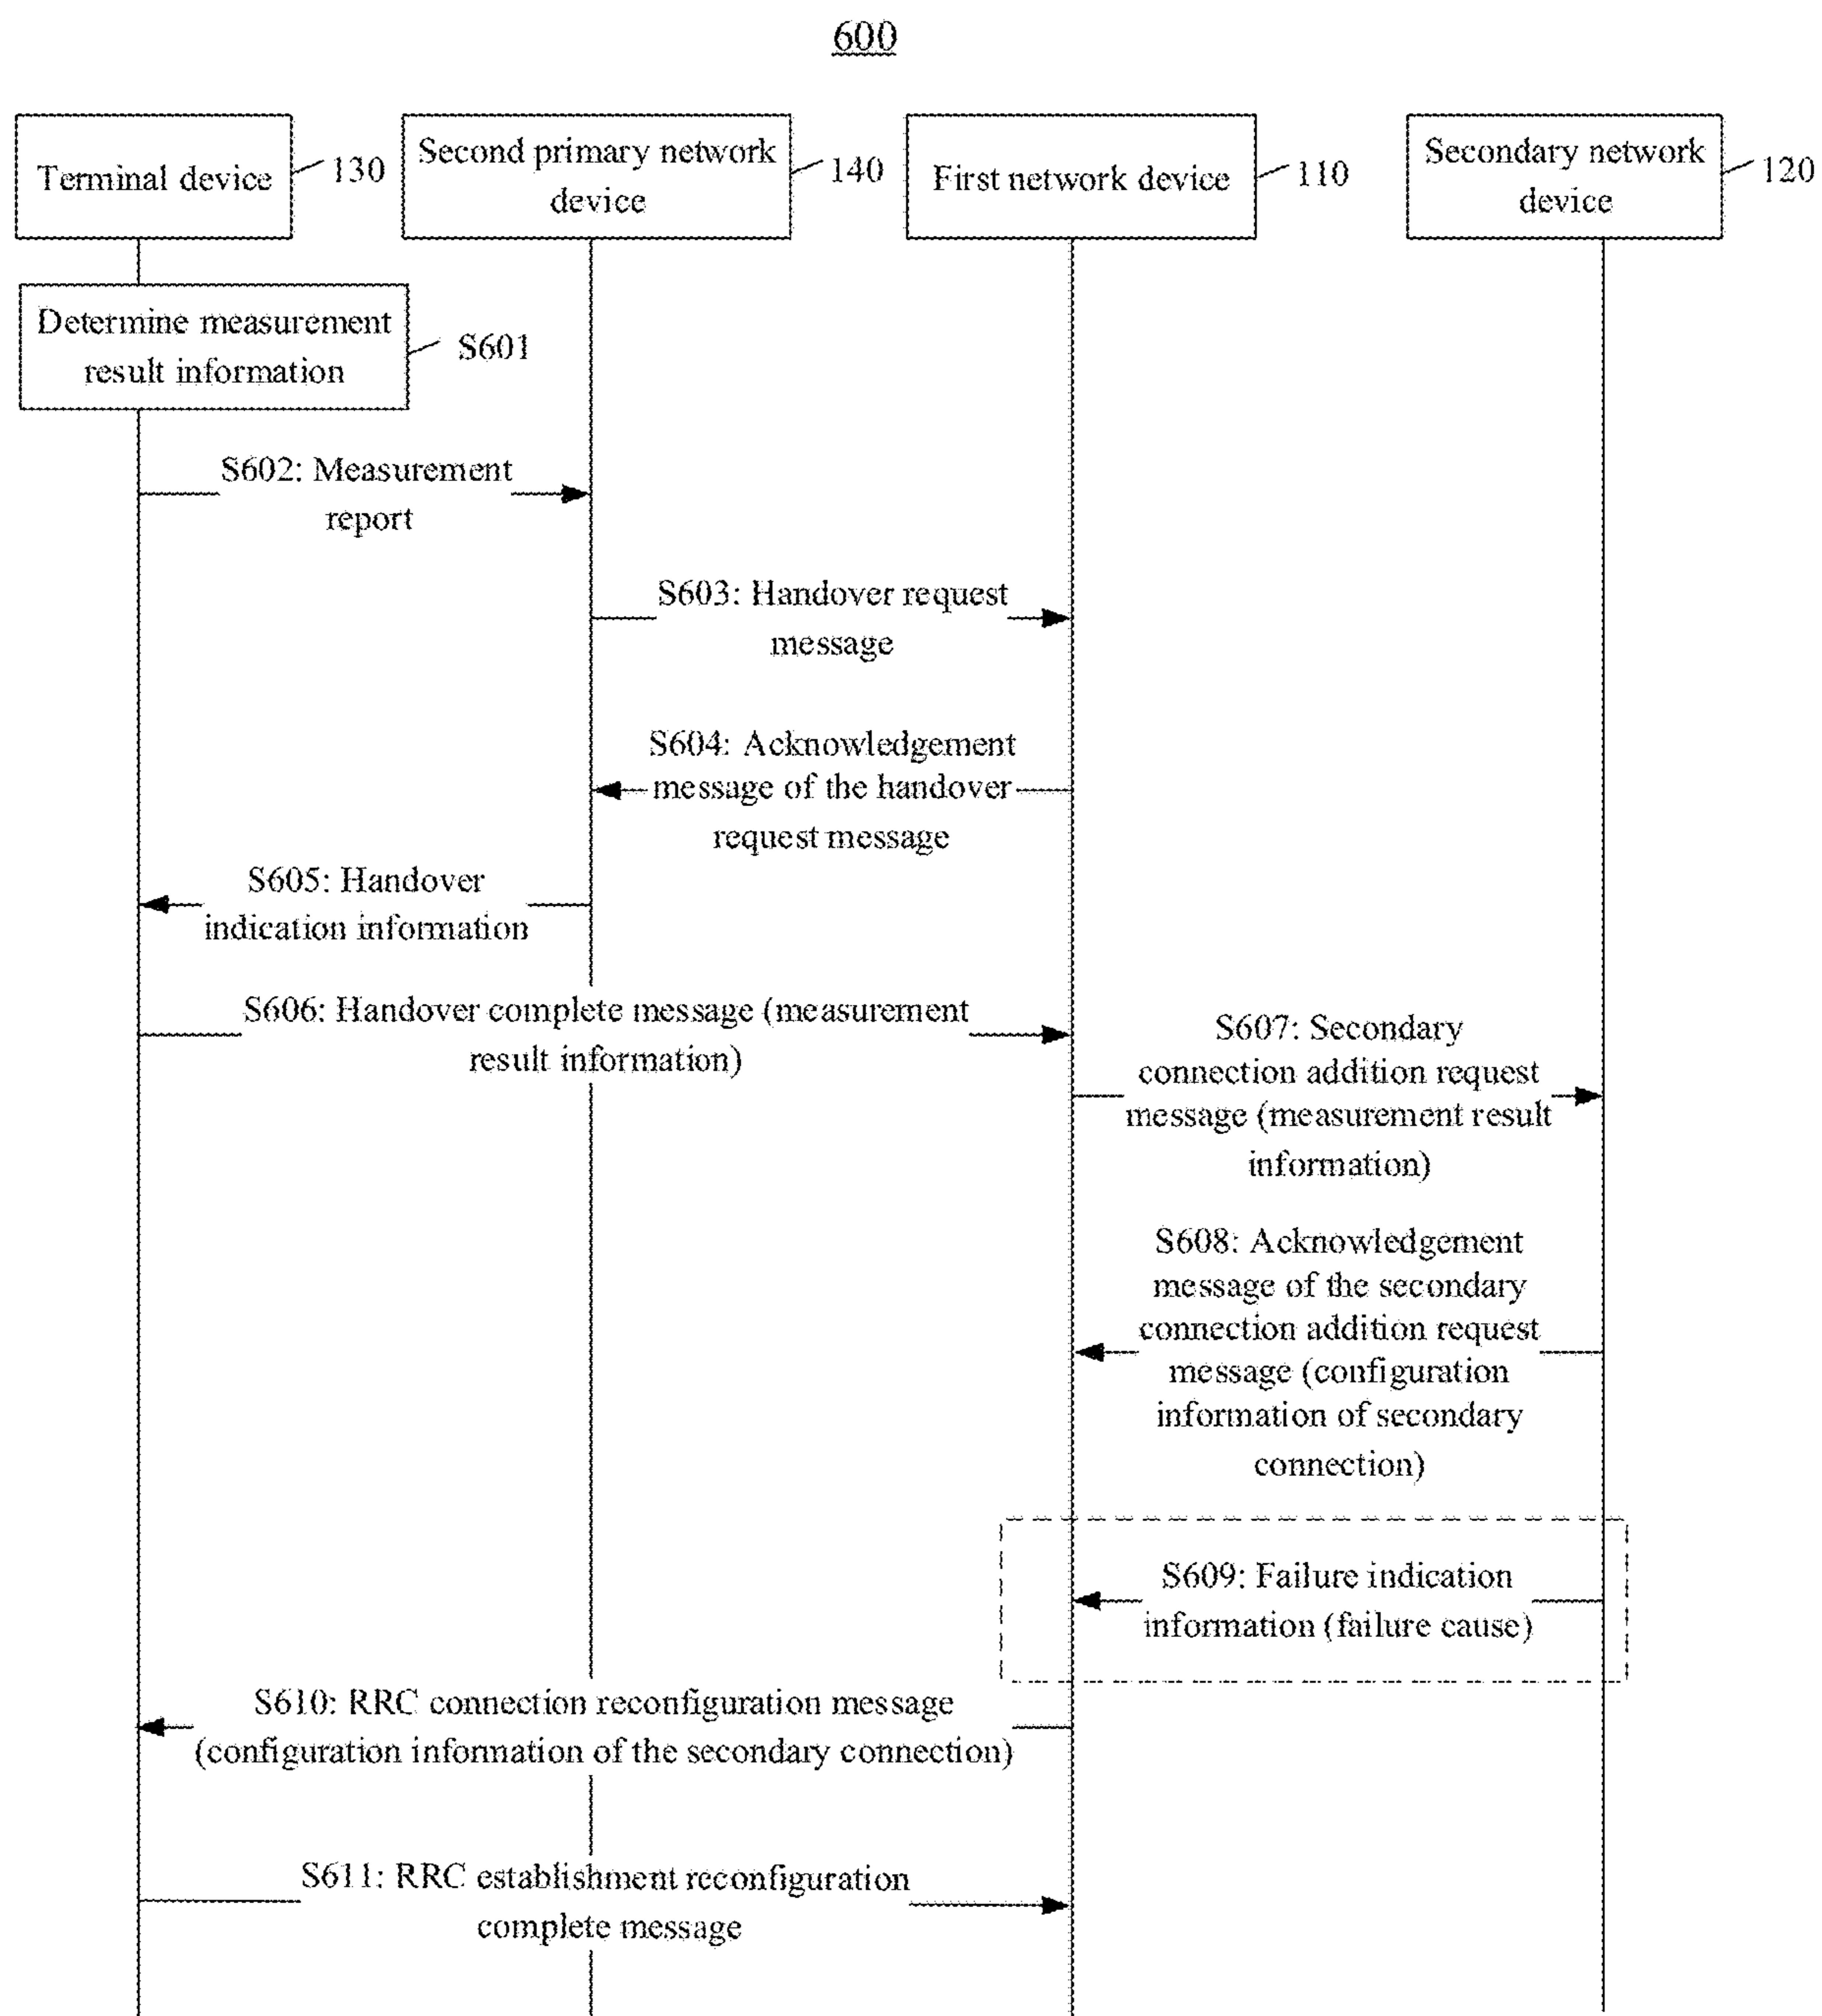 600
Terminal device
130
Second primary network
device
140
First network device
110
Secondary network
device
120
Determine measurement
result information
S601
S602: Measurement
report
S603: Handover request
message
S604: Acknowledgement
message of the handover
request message
S605: Handover
indication information
S606: Handover complete message (measurement
result information)
S607: Secondary
connection addition request
message (measurement result
information)
S608: Acknowledgement
message of the secondary
connection addition request
message (configuration
information of secondary
connection)
S609: Failure indication
information (failure cause)
S610: RRC connection reconfiguration message
(configuration information of the secondary connection)
S611: RRC establishment reconfiguration
complete message